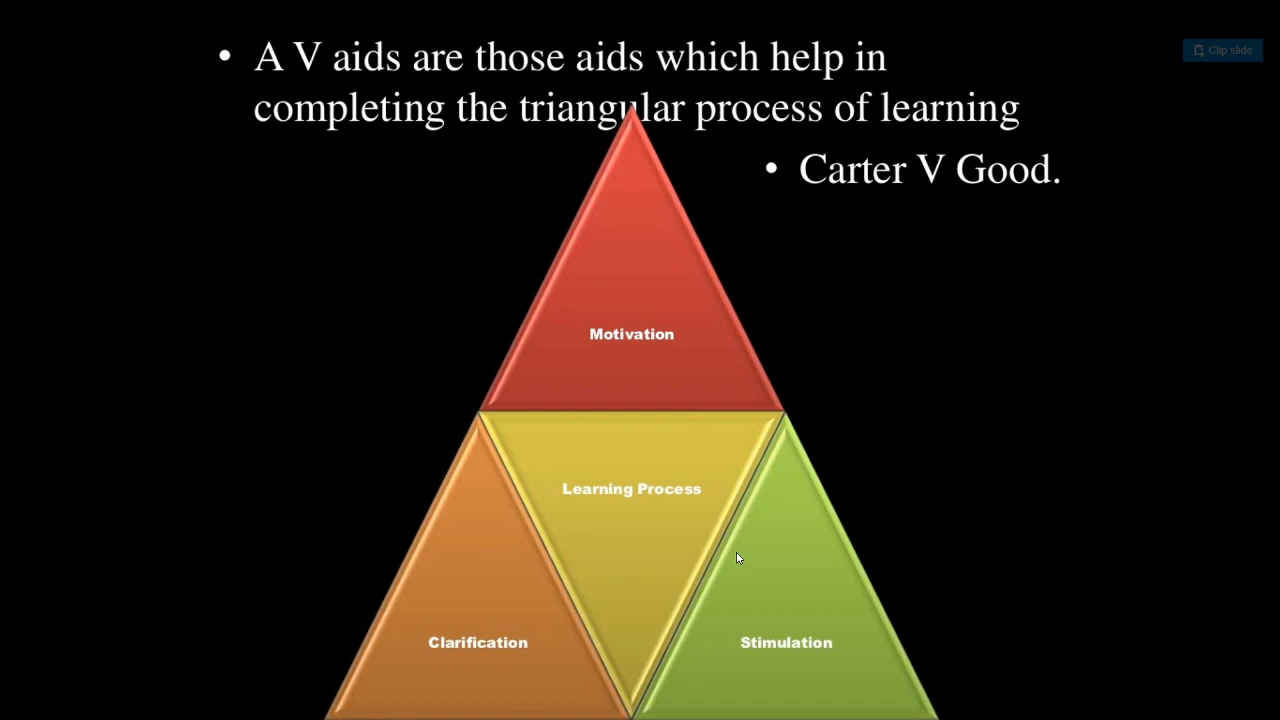 Clip slide
• A V aids are those aids which help in
completing the triangular process of learning
• Carter V Good.
Motivation
Learning Process
Clarification
Stimulation